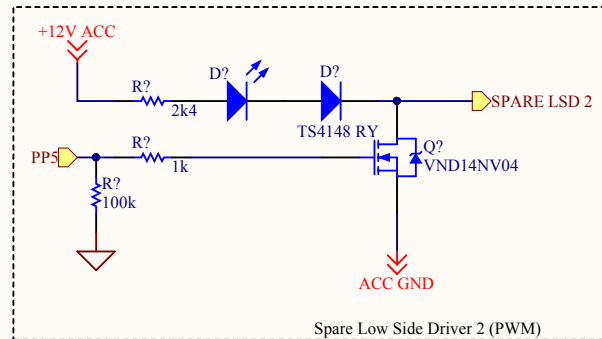 +12V ACC
D?
D?
R?
2k4
SPARE LSD 2
TS4148 RY
PP5
R?
1k
Q?
VND14NV04
R?
100k
ACC GND
Spare Low Side Driver 2 (PWM)